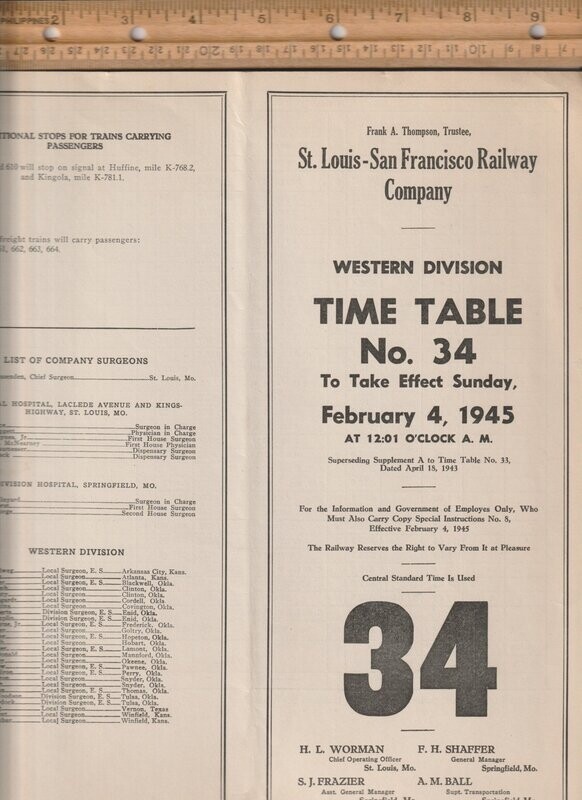 PHILIPPINES
2 3 4 5 6 7 8 9
TIONAL STOPS FOR TRAINS CARRYING
PASSENGERS
610 will stop on signal at Huffine, mile K-768.2,
and Kingola, mile K-781.1.
freight trains will carry passengers:
662, 663, 664.
LIST OF COMPANY SURGEONS
Chief Surgeon St. Louis, Mo.
L HOSPITAL, LACLEDE AVENUE AND KINGS-
HIGHWAY, ST. LOUIS, MO.
Surgeon in Charge
Physician in Charge
Jr. First House Surgeon
McNearney First House Physician
Dispensary Surgeon
Dispensary Surgeon
DIVISION HOSPITAL, SPRINGFIELD, MO.
Surgeon in Charge
First House Surgeon
Second House Surgeon
WESTERN DIVISION
Local Surgeon, E. S. Arkansas City, Kans.
Local Surgeon Atlanta, Kans.
Local Surgeon, E. S. Blackwell, Okla.
Local Surgeon Clinton, Okla.
Local Surgeon Clinton, Okla.
Local Surgeon Cordell, Okla.
Local Surgeon Covington, Okla.
Division Surgeon, E. S. Enid, Okla.
Division Surgeon, E. S. Enid, Okla.
Local Surgeon Frederick, Okla.
Local Surgeon Goltry, Okla.
Local Surgeon Hopeton, Okla.
Local Surgeon Hobart, Okla.
Local Surgeon Lamont, Okla.
Local Surgeon Mannford, Okla.
Local Surgeon Okeene, Okla.
Local Surgeon, E. S. Pawnee, Okla.
Local Surgeon Perry, Okla.
Local Surgeon Snyder, Okla.
Local Surgeon Snyder, Okla.
Local Surgeon, E. S. Thomas, Okla.
Division Surgeon, E. S. Tulsa, Okla.
Division Surgeon, E. S. Tulsa, Okla.
Local Surgeon Vernon, Texas
Local Surgeon Winfield, Kans.
Local Surgeon Winfield, Kans.
Frank A. Thompson, Trustee,
St. Louis-San Francisco Railway
Company
WESTERN DIVISION
TIME TABLE
No. 34
To Take Effect Sunday,
February 4, 1945
AT 12:01 O'CLOCK A. M.
Superseding Supplement A to Time Table No. 33,
Dated April 18, 1943
For the Information and Government of Employes Only, Who
Must Also Carry Copy Special Instructions No. 8,
Effective February 4, 1945
The Railway Reserves the Right to Vary From It at Pleasure
Central Standard Time Is Used
34
H. L. WORMAN F. H. SHAFFER
Chief Operating Officer General Manager
St. Louis, Mo. Springfield, Mo.
S. J. FRAZIER A. M. BALL
Asst. General Manager Supt. Transportation
Springfield, Mo. Springfield, Mo.